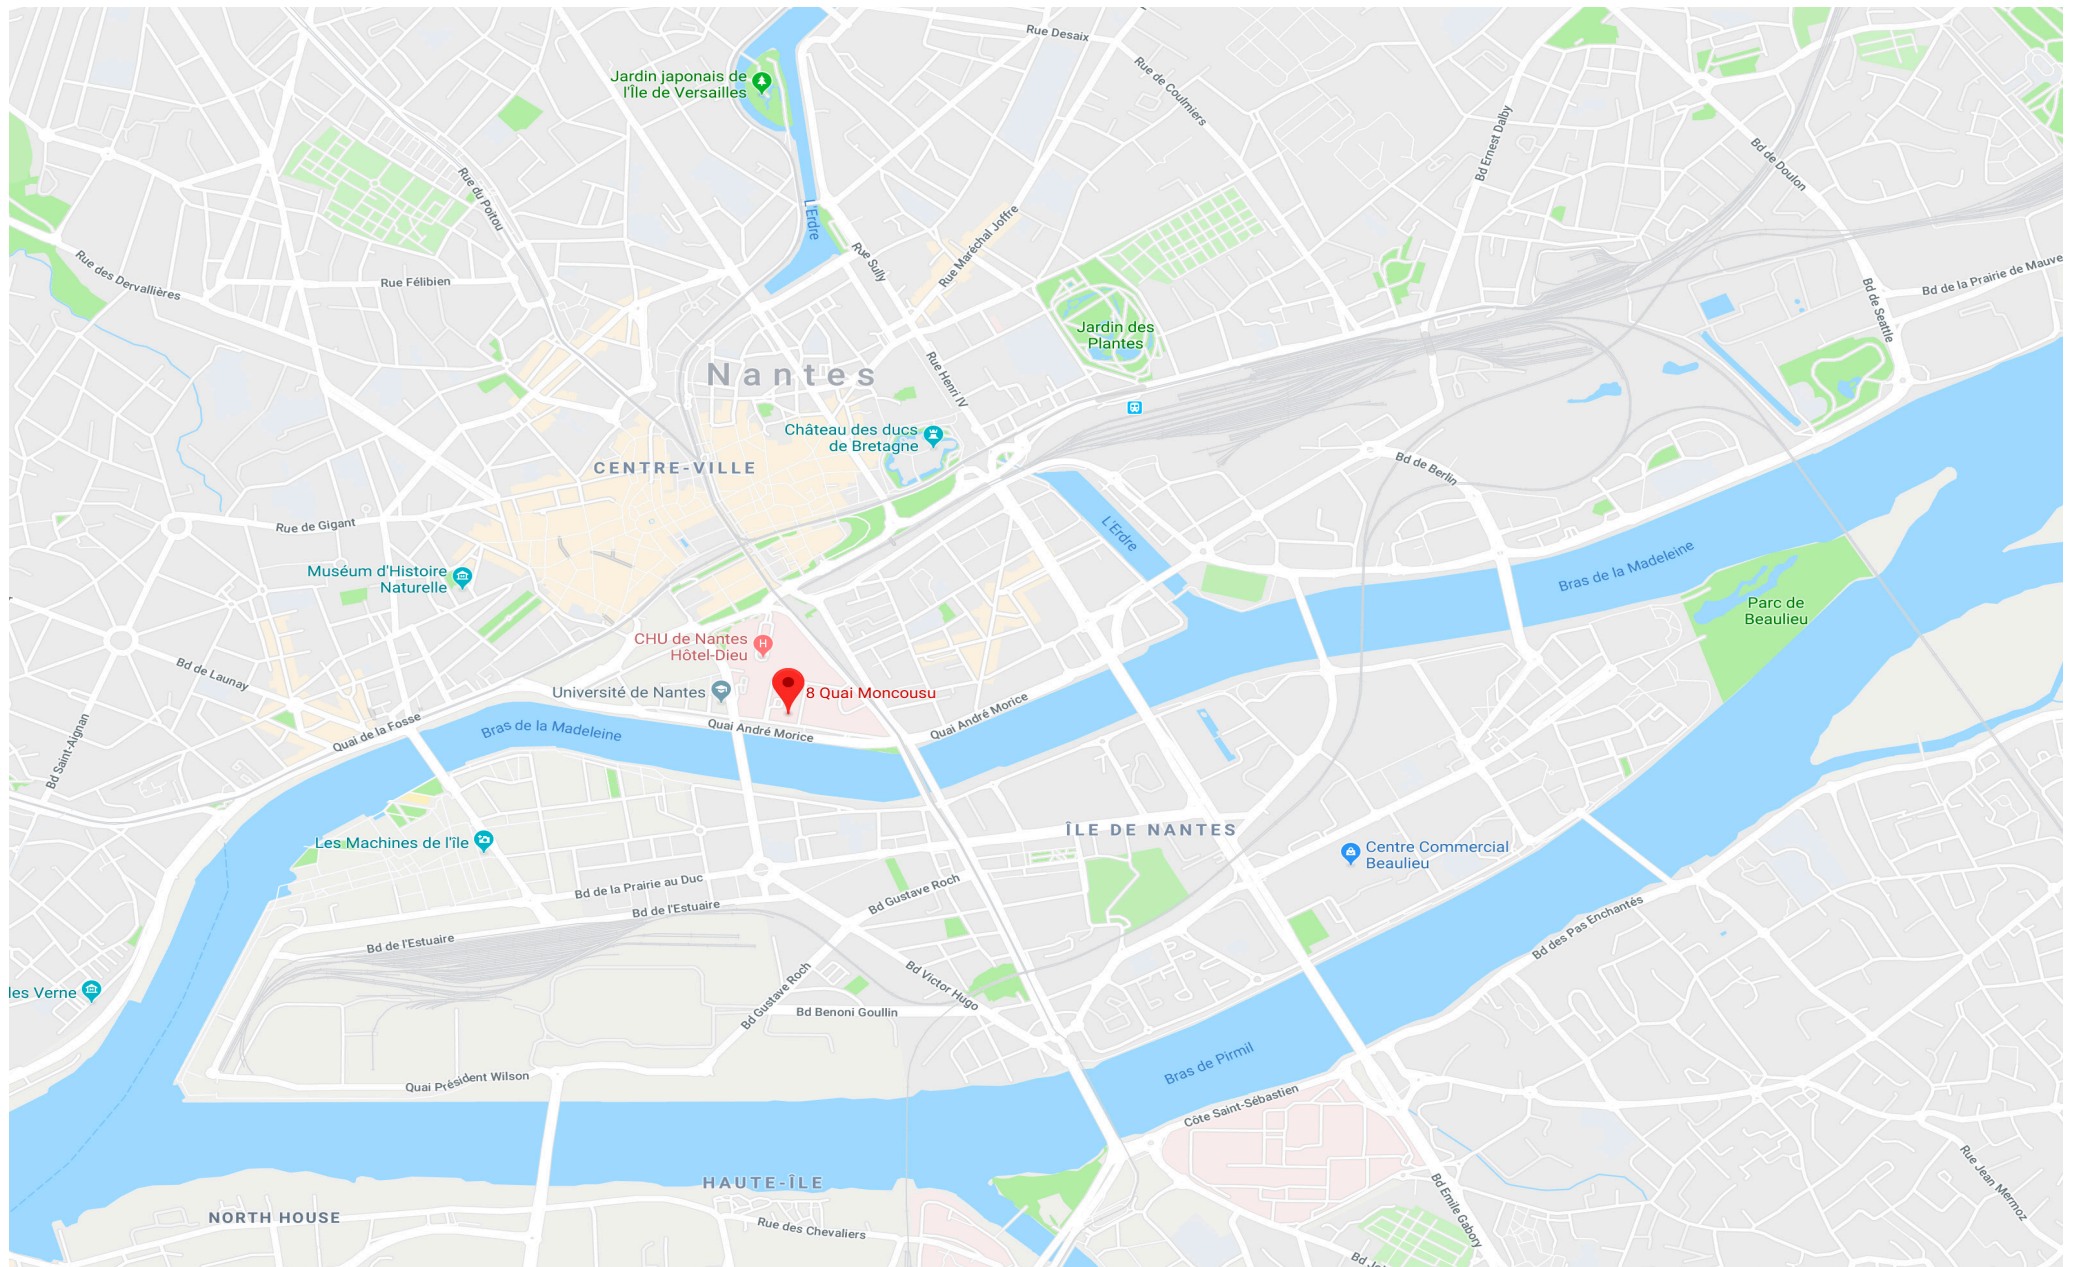 Rue Desaix
Rue de Coulmiers
Jardin japonais de
l'Île de Versailles
Bd Ernest Dalby
Bd de Doulon
Rue du Poitou
L'Erdre
Rue Sully
Rue Maréchal Joffre
Rue des Dervallières
Rue Félibien
Bd de la Prairie de Mauve
Bd de Seattle
Jardin des
Plantes
Nantes
Rue Henri IV
Château des ducs
de Bretagne
CENTRE-VILLE
Bd de Berlin
Rue de Gigant
L'Erdre
Bras de la Madeleine
Muséum d'Histoire
Naturelle
Parc de
Beaulieu
CHU de Nantes
Hôtel-Dieu
Bd de Launay
Université de Nantes
8 Quai Moncousu
Quai de la Fosse
Bras de la Madeleine
Quai André Morice
Quai André Morice
Bd Saint-Aignan
ÎLE DE NANTES
Les Machines de l'île
Centre Commercial
Beaulieu
Bd de la Prairie au Duc
Bd Gustave Roch
Bd de l'Estuaire
Bd de l'Estuaire
Bd des Pas Enchantés
les Verne
Bd Gustave Roch
Bd Victor Hugo
Bd Benoni Goullin
Quai Président Wilson
Bras de Pirmil
Côte Saint-Sébastien
HAUTE-ÎLE
NORTH HOUSE
Rue des Chevaliers
Bd Emile Gabory
Rue Jean Mermoz